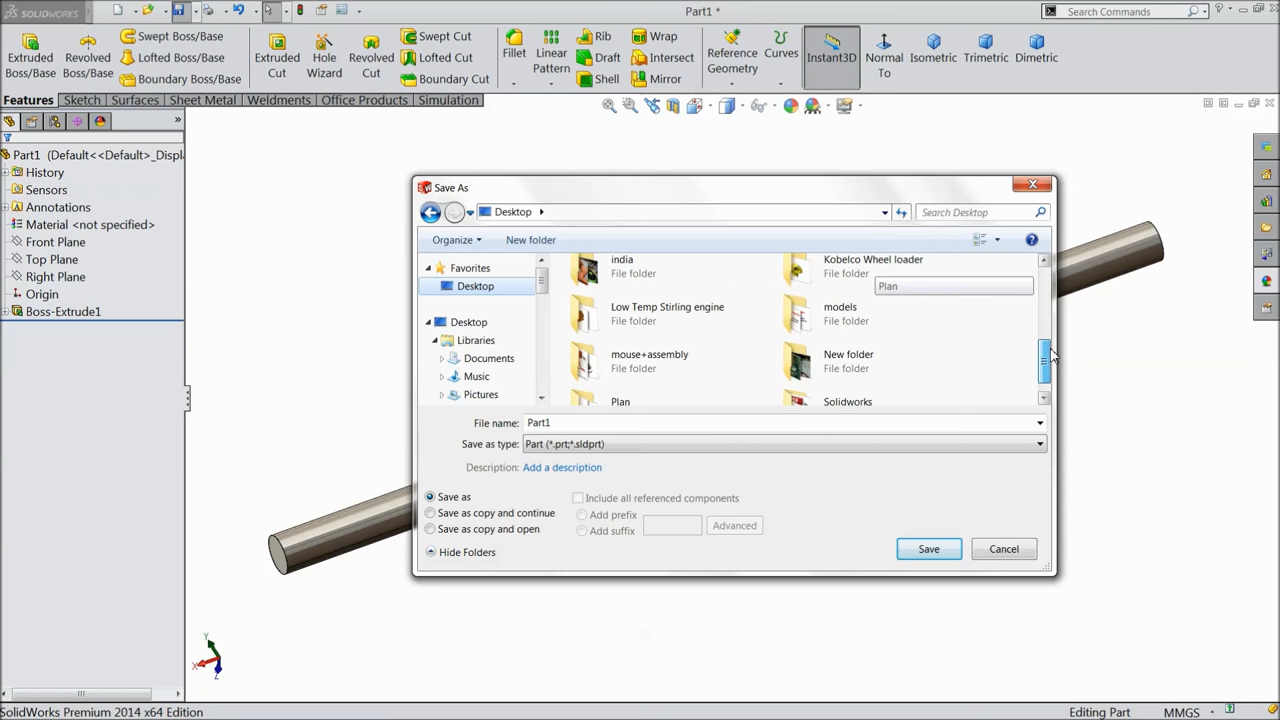 SOLIDWORKS
Part1 *
Search Commands
Extruded Boss/Base
Revolved Boss/Base
Swept Boss/Base
Lofted Boss/Base
Boundary Boss/Base
Extruded Cut
Hole Wizard
Revolved Cut
Swept Cut
Lofted Cut
Boundary Cut
Fillet
Linear Pattern
Rib
Draft
Shell
Wrap
Intersect
Mirror
Reference Geometry
Curves
Instant3D
Normal To
Isometric
Trimetric
Dimetric
Features Sketch Surfaces Sheet Metal Weldments Office Products Simulation
Part1 (Default<<Default>_Displ
History
Sensors
Annotations
Material <not specified>
Front Plane
Top Plane
Right Plane
Origin
Boss-Extrude1
Save As
Desktop
Search Desktop
Organize
New folder
Favorites
Desktop
Desktop
Libraries
Documents
Music
Pictures
india
File folder
Kobelco Wheel loader
File folder
Plan
Low Temp Stirling engine
File folder
models
File folder
mouse+assembly
File folder
New folder
File folder
Plan
Solidworks
File name: Part1
Save as type: Part (*.prt;*.sldprt)
Description: Add a description
Save as
Save as copy and continue
Save as copy and open
Include all referenced components
Add prefix
Add suffix
Advanced
Hide Folders
Save
Cancel
Y
X
Z
SolidWorks Premium 2014 x64 Edition
Editing Part
MMGS